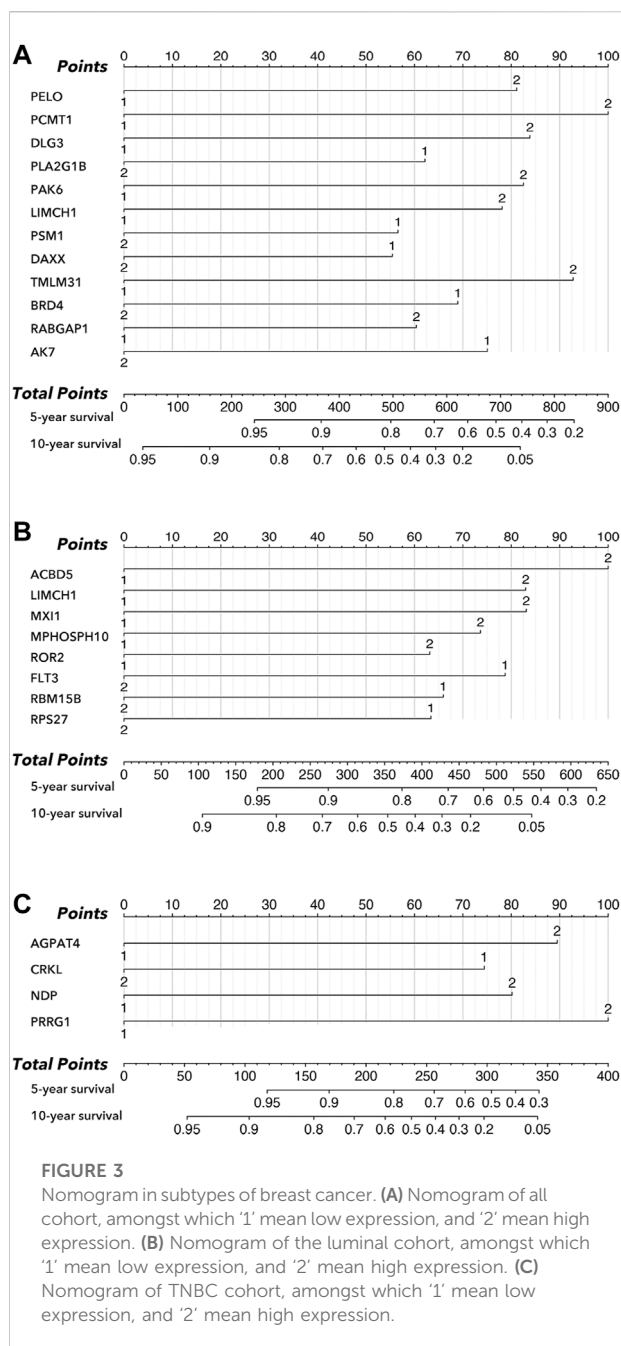 A
Points
0 10 20 30 40 50 60 70 80 90 100
2
PELO
1 2
PCMT1
1 2
DLG3
1 1
PLA2G1B
2 2
PAK6
1 2
LIMCH1
1 1
PSM1
2 1
DAXX
2 2
TMLM31
1 1
BRD4
2 2
RABGAP1
1 1
AK7
2
Total Points
0 100 200 300 400 500 600 700 800 900
5-year survival
0.95 0.9 0.8 0.7 0.6 0.5 0.4 0.3 0.2
10-year survival
0.95 0.9 0.8 0.7 0.6 0.5 0.4 0.3 0.2 0.05
B
Points
0 10 20 30 40 50 60 70 80 90 100
2
ACBD5
1 2
LIMCH1
1 2
MXI1
1 2
MPHOSPH10
1 2
ROR2
1 1
FLT3
2 1
RBM15B
2 1
RPS27
2
Total Points
0 50 100 150 200 250 300 350 400 450 500 550 600 650
5-year survival
0.95 0.9 0.8 0.7 0.6 0.5 0.4 0.3 0.2
10-year survival
0.9 0.8 0.7 0.6 0.5 0.4 0.3 0.2 0.05
C
Points
0 10 20 30 40 50 60 70 80 90 100
2
AGPAT4
1 1
CRKL
2 2
NDP
1 2
PRRG1
1
Total Points
0 50 100 150 200 250 300 350 400
5-year survival
0.95 0.9 0.8 0.7 0.6 0.5 0.4 0.3
10-year survival
0.95 0.9 0.8 0.7 0.6 0.5 0.4 0.3 0.2 0.05
FIGURE 3
Nomogram in subtypes of breast cancer. (A) Nomogram of all
cohort, amongst which ‘1’ mean low expression, and ‘2’ mean high
expression. (B) Nomogram of the luminal cohort, amongst which
‘1’ mean low expression, and ‘2’ mean high expression. (C)
Nomogram of TNBC cohort, amongst which ‘1’ mean low
expression, and ‘2’ mean high expression.